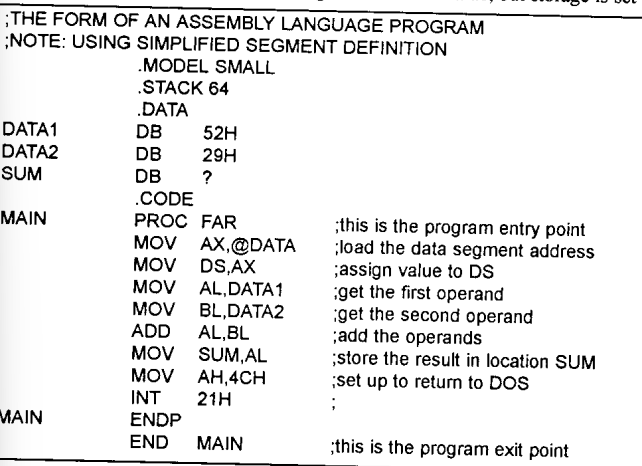 storage is set
;THE FORM OF AN ASSEMBLY LANGUAGE PROGRAM
;NOTE: USING SIMPLIFIED SEGMENT DEFINITION
.MODEL SMALL
.STACK 64
.DATA
DATA1 DB 52H
DATA2 DB 29H
SUM DB ?
.CODE
MAIN PROC FAR ;this is the program entry point
MOV AX,@DATA ;load the data segment address
MOV DS,AX ;assign value to DS
MOV AL,DATA1 ;get the first operand
MOV BL,DATA2 ;get the second operand
ADD AL,BL ;add the operands
MOV SUM,AL ;store the result in location SUM
MOV AH,4CH ;set up to return to DOS
INT 21H ;
MAIN ENDP
END MAIN ;this is the program exit point